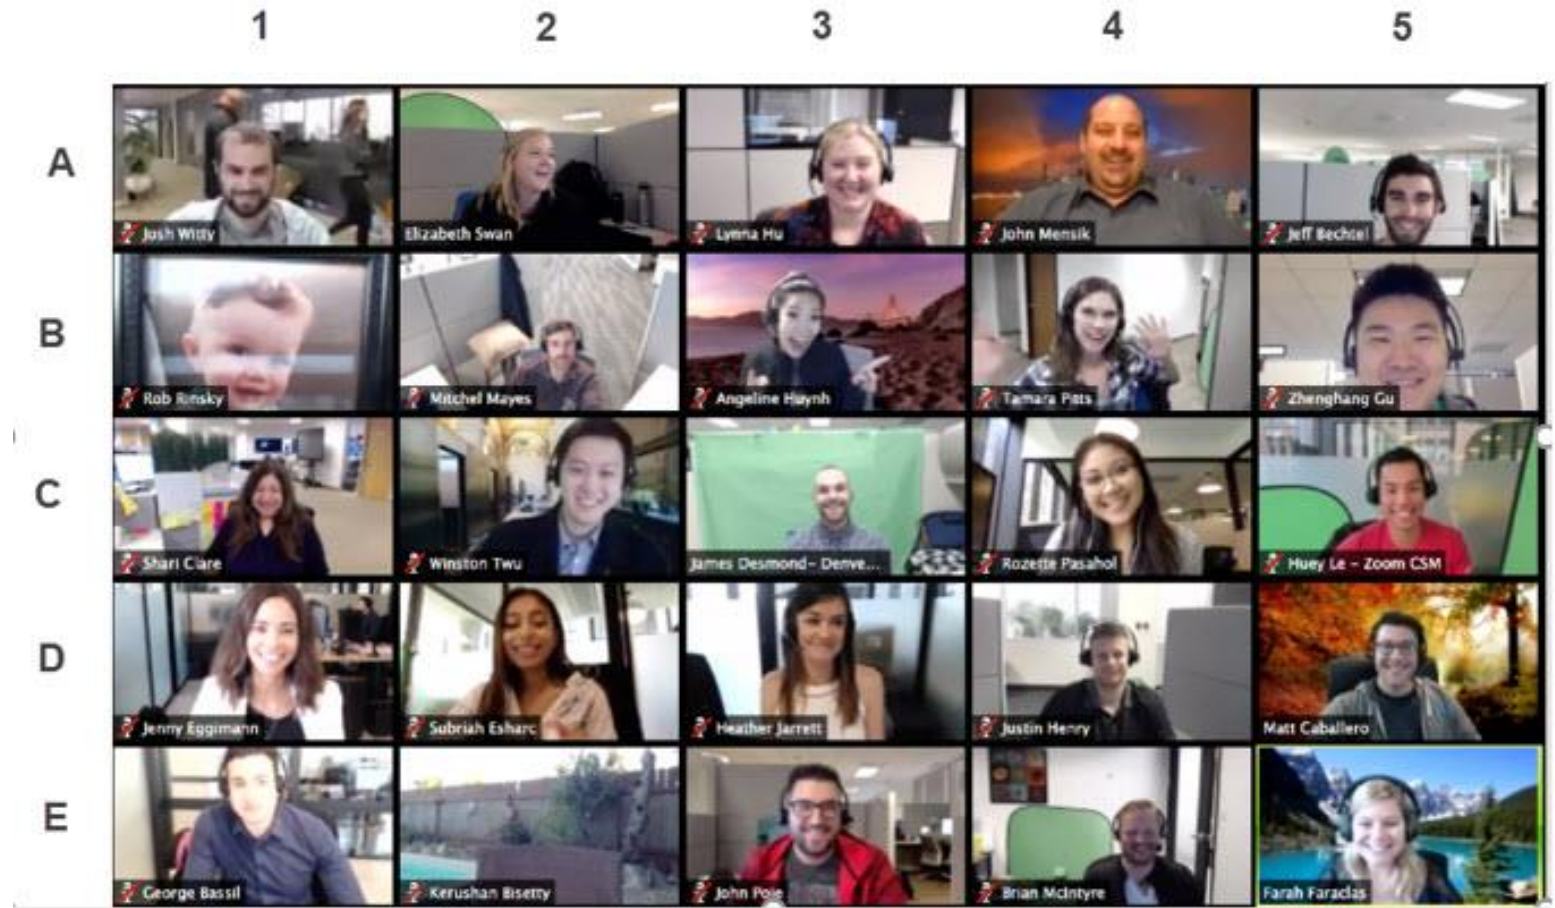 1 2 3 4 5
A
Josh Witty Elizabeth Swan Lynna Hu John Mensik Jeff Bechtel
B
Rob Rinsky Mitchel Mayes Angeline Huynh Tamara Pitts Zhenghang Gu
C
Shari Clare Winston Twu James Desmond- Denve... Rozette Pasahol Huey Le - Zoom CSM
D
Jenny Eggimann Subriah Esharc Heather Jarrett Justin Henry Matt Caballero
E
George Bassil Kerushan Bisetty John Pole Brian McIntyre Farah Faraclas